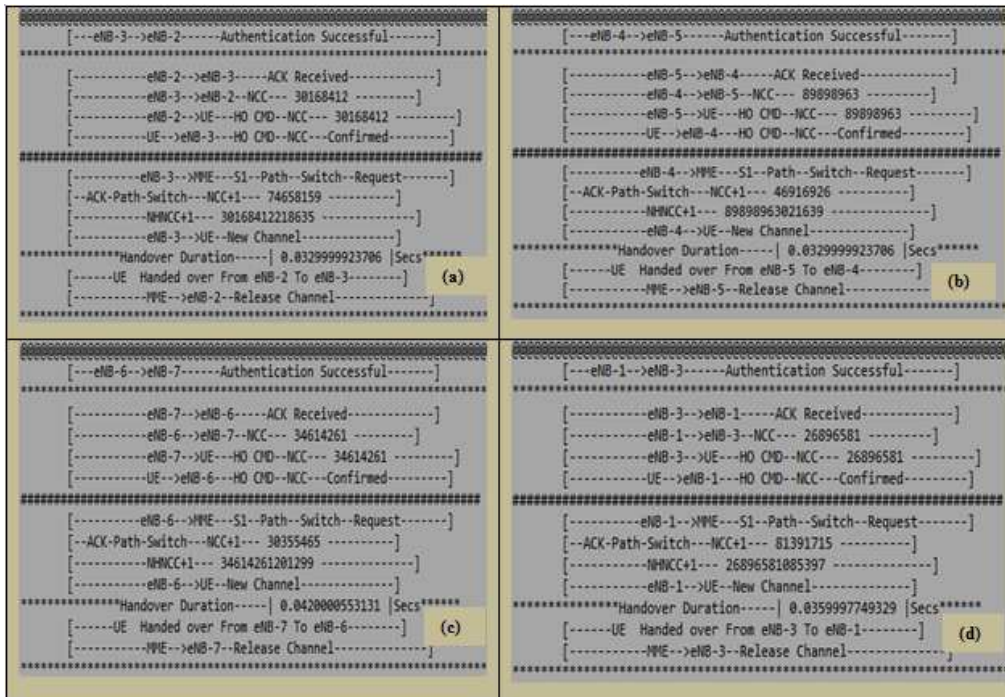 [---eNB-3-->eNB-2------Authentication Successful-------]
[----------eNB-2-->eNB-3-----ACK Received-------------]
[----------eNB-3-->eNB-2--NCC--- 30168412 ----------]
[----------eNB-2-->UE---HO CMD--NCC--- 30168412 ----------]
[----------UE-->eNB-3---HO CMD--NCC---Confirmed--------]
[----------eNB-3-->MME---S1--Path--Switch--Request-------]
[--ACK-Path-Switch---NCC+1--- 74658159 ----------]
[----------NHNCC+1--- 30168412218635 ----------]
[----------eNB-3-->UE--New Channel------------]
Handover Duration-----| 0.0329999923706 |Secs
[------UE Handed over From eNB-2 To eNB-3--------]
(a)
[----------MME-->eNB-2--Release Channel------------]
[---eNB-4-->eNB-5------Authentication Successful-------]
[----------eNB-5-->eNB-4-----ACK Received-------------]
[----------eNB-4-->eNB-5--NCC--- 89898963 ----------]
[----------eNB-5-->UE---HO CMD--NCC--- 89898963 ----------]
[----------UE-->eNB-4---HO CMD--NCC---Confirmed--------]
[----------eNB-4-->MME---S1--Path--Switch--Request-------]
[--ACK-Path-Switch---NCC+1--- 46916926 ----------]
[----------NHNCC+1--- 89898963021639 ----------]
[----------eNB-4-->UE--New Channel------------]
Handover Duration-----| 0.0329999923706 |Secs
[------UE Handed over From eNB-5 To eNB-4--------]
(b)
[----------MME-->eNB-5--Release Channel------------]
[---eNB-6-->eNB-7------Authentication Successful-------]
[----------eNB-7-->eNB-6-----ACK Received-------------]
[----------eNB-6-->eNB-7--NCC--- 34614261 ---------]
[----------eNB-7-->UE---HO CMD--NCC--- 34614261 ----------]
[----------UE-->eNB-6---HO CMD--NCC---Confirmed--------]
[----------eNB-6-->MME---S1--Path--Switch--Request-------]
[--ACK-Path-Switch---NCC+1--- 30355465 ---------]
[----------NHNCC+1--- 34614261201299 ----------]
[----------eNB-6-->UE--New Channel------------]
Handover Duration-----| 0.0420000553131 |Secs
[------UE Handed over From eNB-7 To eNB-6--------]
(c)
[----------MME-->eNB-7--Release Channel------------]
[---eNB-1-->eNB-3------Authentication Successful-------]
[----------eNB-3-->eNB-1-----ACK Received-------------]
[----------eNB-1-->eNB-3--NCC--- 26896581 ----------]
[----------eNB-3-->UE---HO CMD--NCC--- 26896581 ----------]
[----------UE-->eNB-1---HO CMD--NCC---Confirmed--------]
[----------eNB-1-->MME---S1--Path--Switch--Request-------]
[--ACK-Path-Switch---NCC+1--- 81391715 ---------]
[----------NHNCC+1--- 26896581085397 ----------]
[----------eNB-1-->UE--New Channel------------]
Handover Duration-----| 0.0359997749329 |Secs
[------UE Handed over From eNB-3 To eNB-1--------]
(d)
[----------MME-->eNB-3--Release Channel------------]